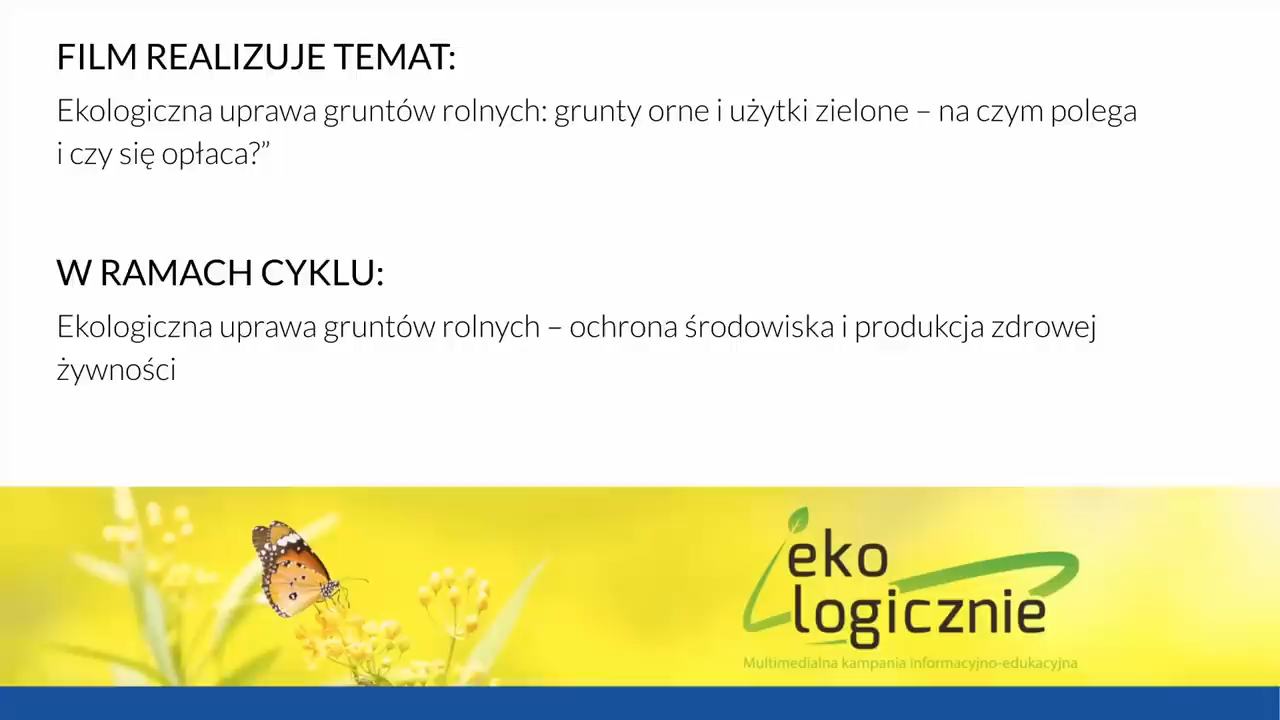 FILM REALIZUJE TEMAT:
Ekologiczna uprawa gruntów rolnych: grunty orne i użytki zielone – na czym polega
i czy się opłaca?”
W RAMACH CYKLU:
Ekologiczna uprawa gruntów rolnych – ochrona środowiska i produkcja zdrowej
żywności
eko
logicznie
Multimedialna kampania informacyjno-edukacyjna